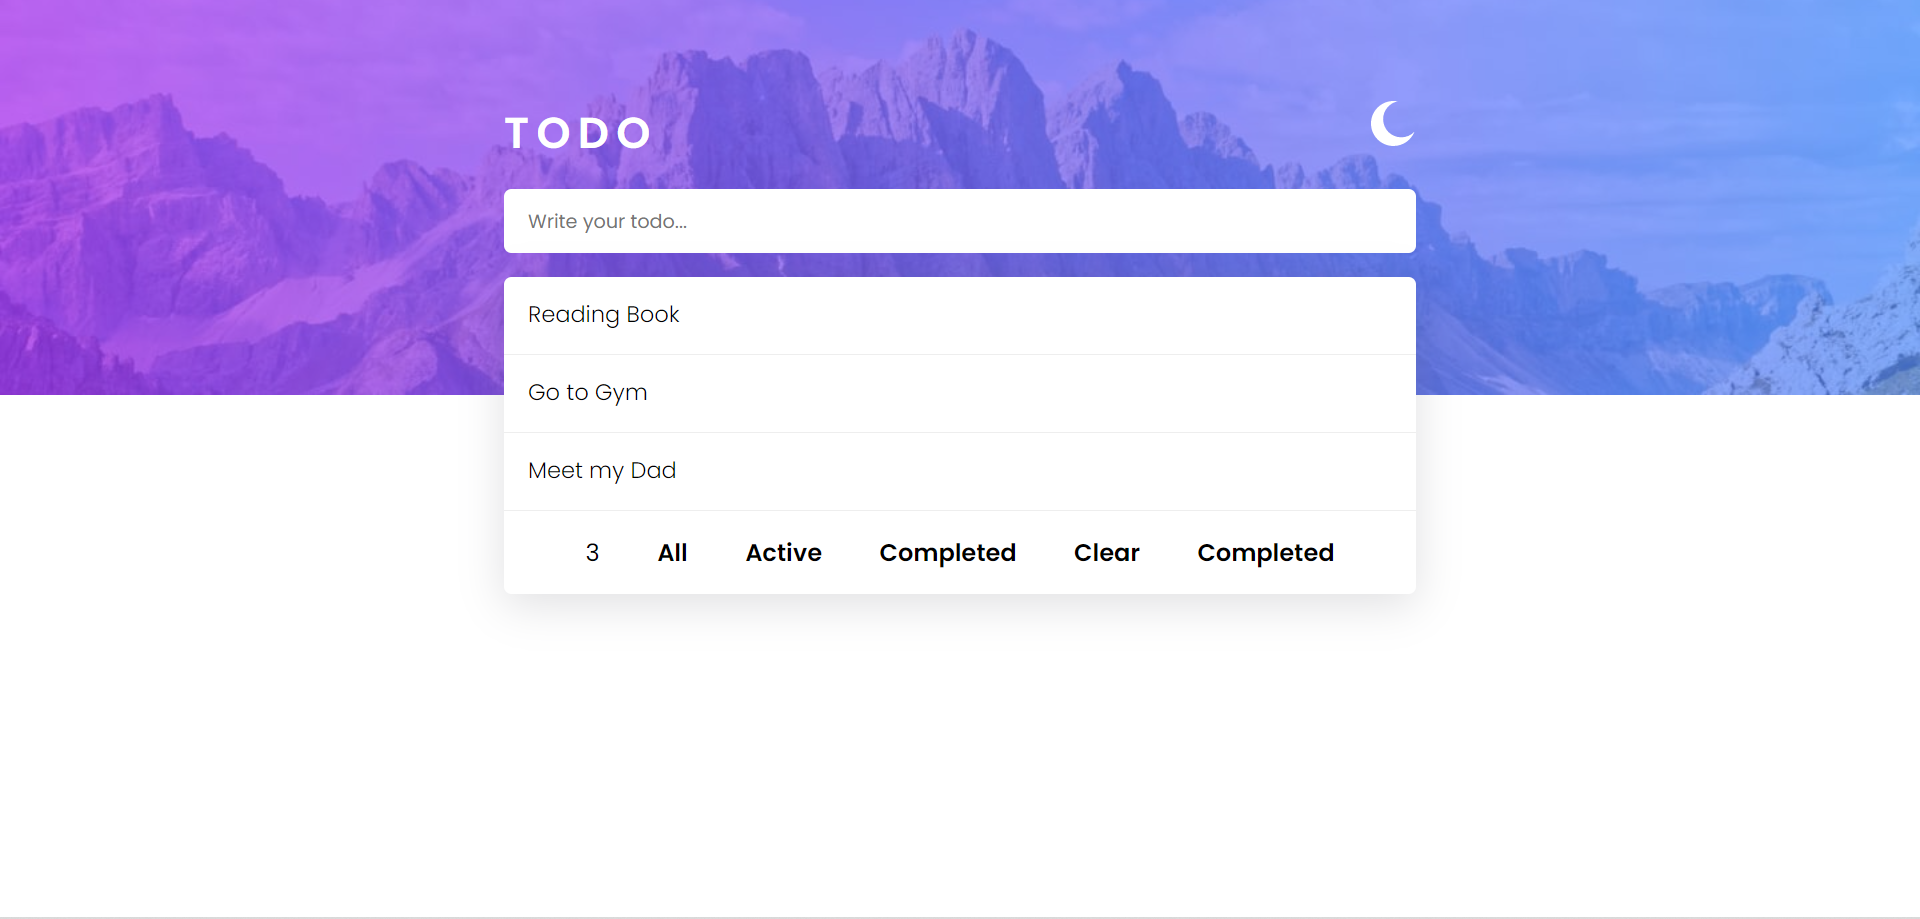 TODO
Write your todo...
Reading Book
Go to Gym
Meet my Dad
3 All Active Completed Clear Completed